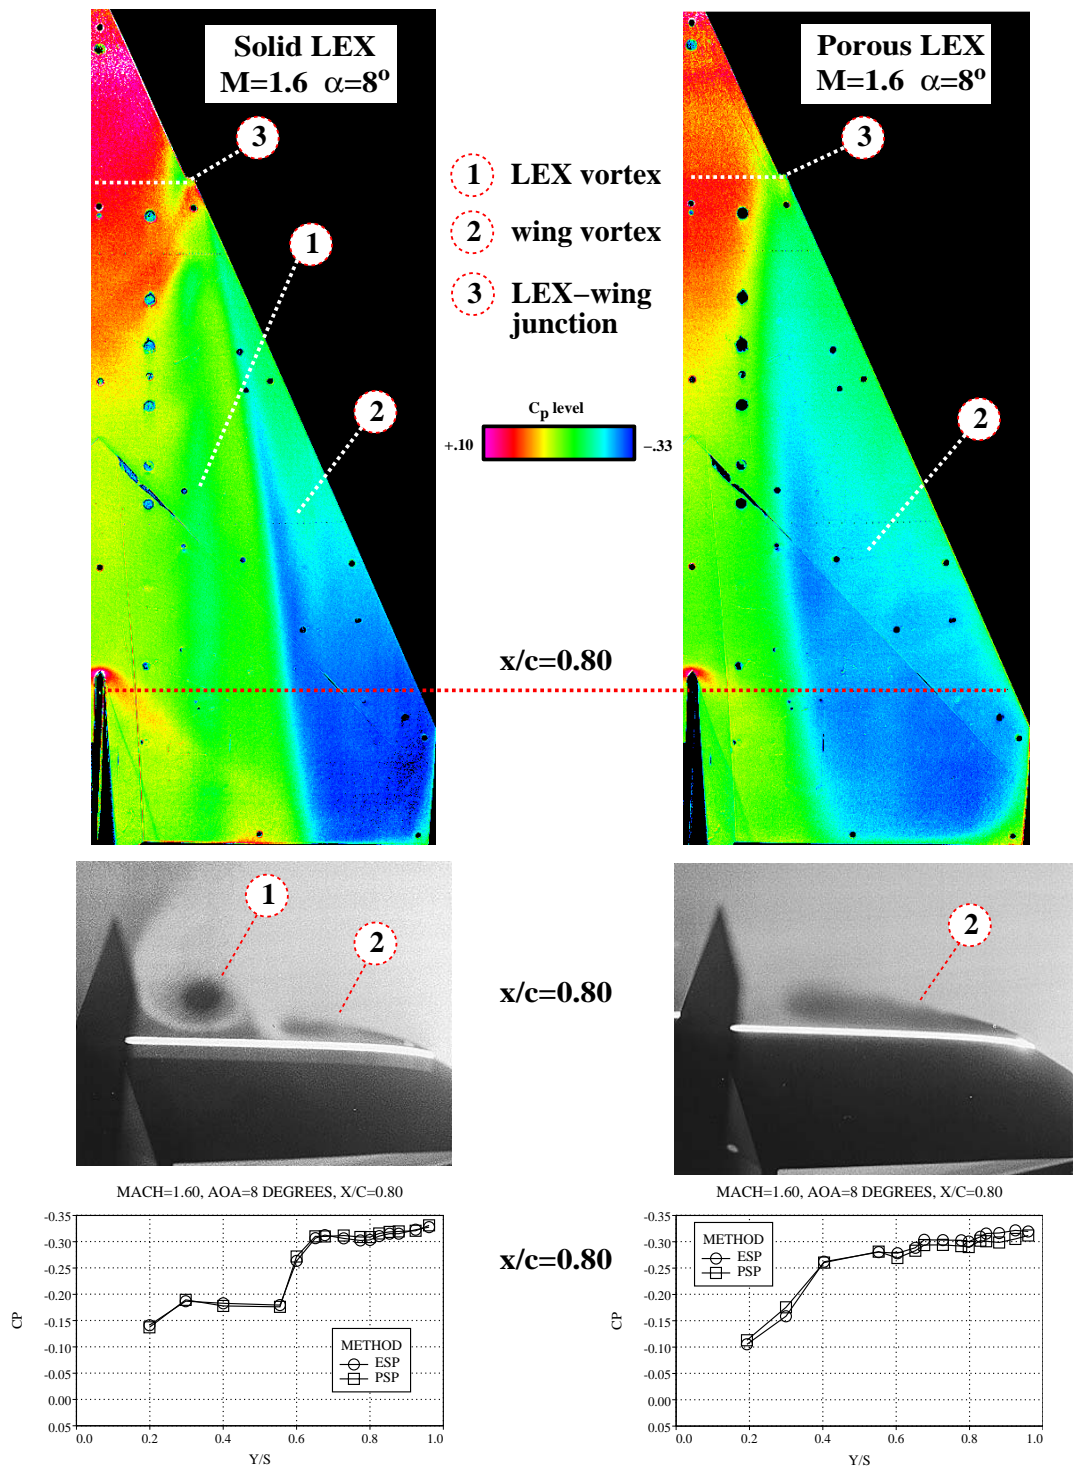 Solid LEX
M=1.6 α=8°
Porous LEX
M=1.6 α=8°
3
3
1 LEX vortex
2 wing vortex
3 LEX–wing
junction
1
2
2
Cp level
+.10
–.33
x/c=0.80
1
2
2
x/c=0.80
MACH=1.60, AOA=8 DEGREES, X/C=0.80
-0.35
-0.30
-0.25
-0.20
-0.15
-0.10
-0.05
0.00
0.05
CP
METHOD
ESP
PSP
0.0 0.2 0.4 0.6 0.8 1.0
Y/S
x/c=0.80
MACH=1.60, AOA=8 DEGREES, X/C=0.80
-0.35
-0.30
-0.25
-0.20
-0.15
-0.10
-0.05
0.00
0.05
CP
METHOD
ESP
PSP
0.0 0.2 0.4 0.6 0.8 1.0
Y/S